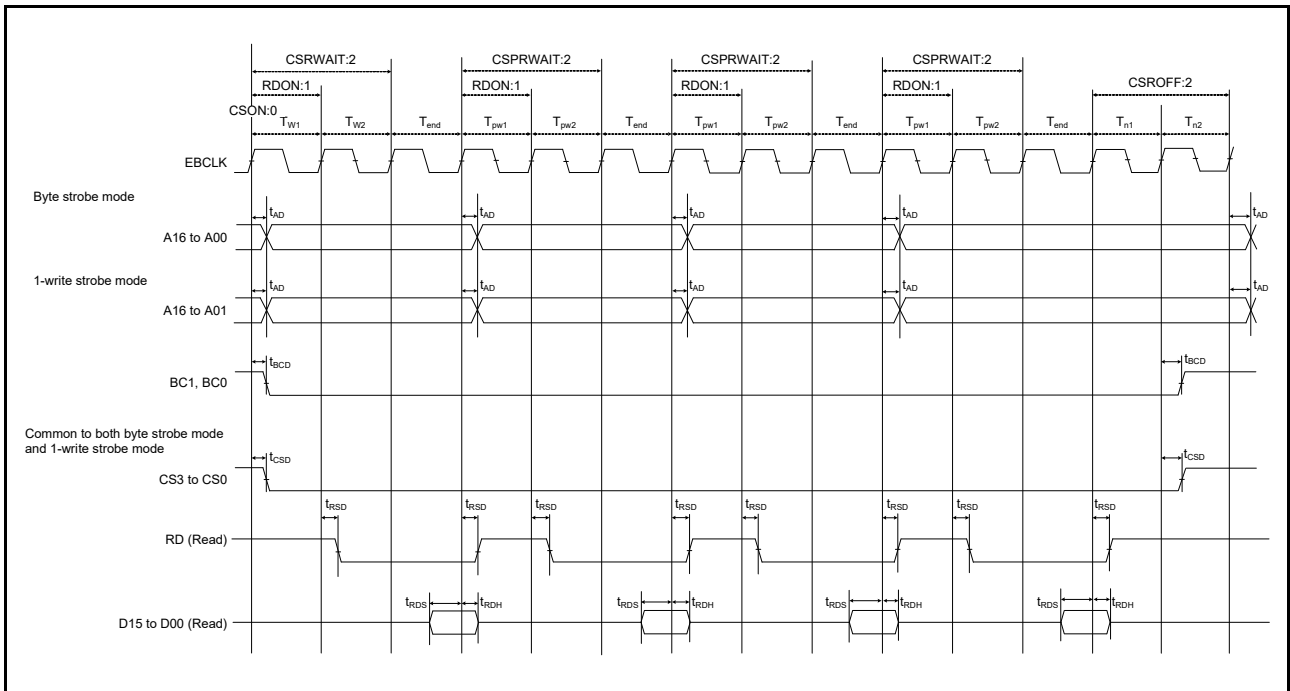 CSRWAIT:2 CSPRWAIT:2 CSPRWAIT:2 CSPRWAIT:2
RDON:1 RDON:1 RDON:1 RDON:1 CSROFF:2
CSON:0
TW1 TW2 Tend Tpw1 Tpw2 Tend Tpw1 Tpw2 Tend Tpw1 Tpw2 Tend Tn1 Tn2
EBCLK
Byte strobe mode
tAD tAD tAD tAD tAD
A16 to A00
1-write strobe mode
tAD tAD tAD tAD tAD
A16 to A01
tBCD tBCD
BC1, BC0
Common to both byte strobe mode
and 1-write strobe mode
tCSD tCSD
CS3 to CS0
tRSD tRSD tRSD tRSD tRSD tRSD tRSD tRSD
RD (Read)
tRDS tRDH tRDS tRDH tRDS tRDH tRDS tRDH
D15 to D00 (Read)